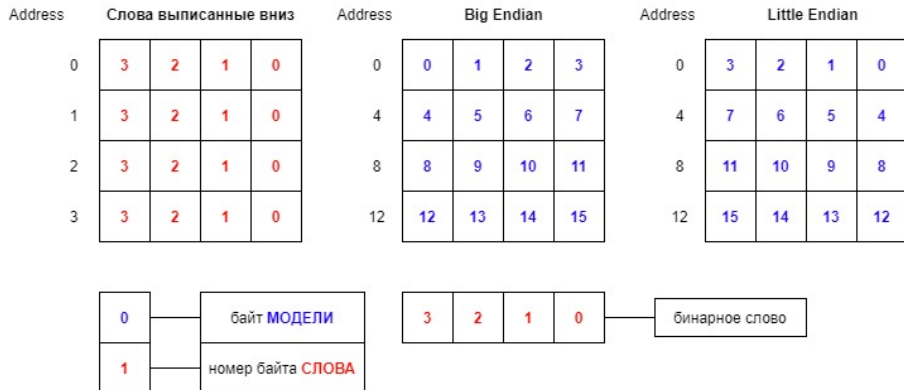 Address Слова выписанные вниз Address Big Endian Address Little Endian
0 3 2 1 0 0 0 1 2 3 0 3 2 1 0
1 3 2 1 0 4 4 5 6 7 4 7 6 5 4
2 3 2 1 0 8 8 9 10 11 8 11 10 9 8
3 3 2 1 0 12 12 13 14 15 12 15 14 13 12
0 байт МОДЕЛИ 3 2 1 0 бинарное слово
1 номер байта СЛОВА